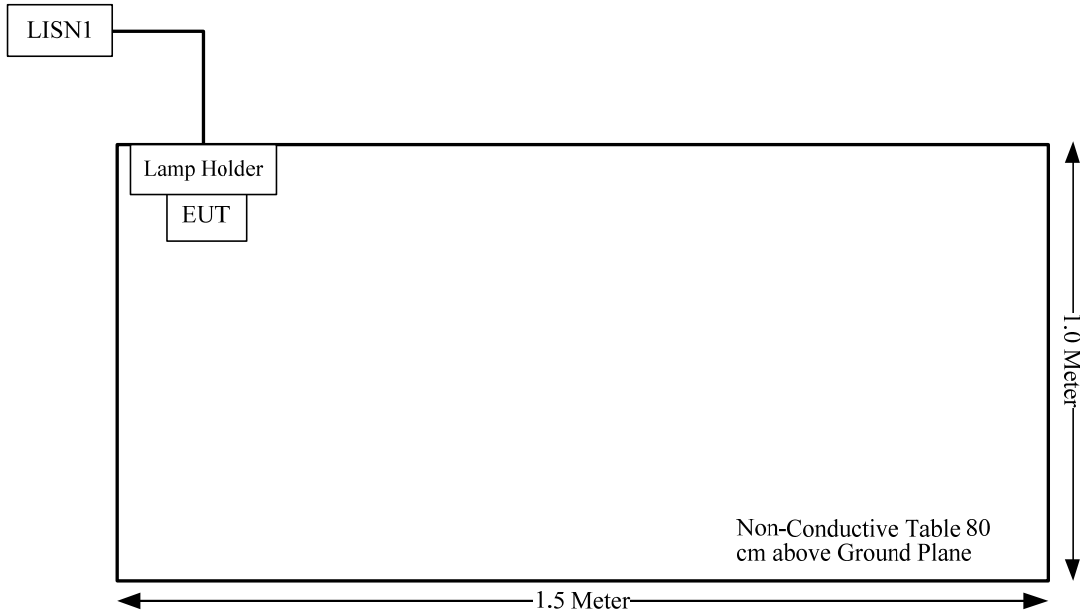 LISN1
Lamp Holder
EUT
1.0 Meter
Non-Conductive Table 80
cm above Ground Plane
1.5 Meter